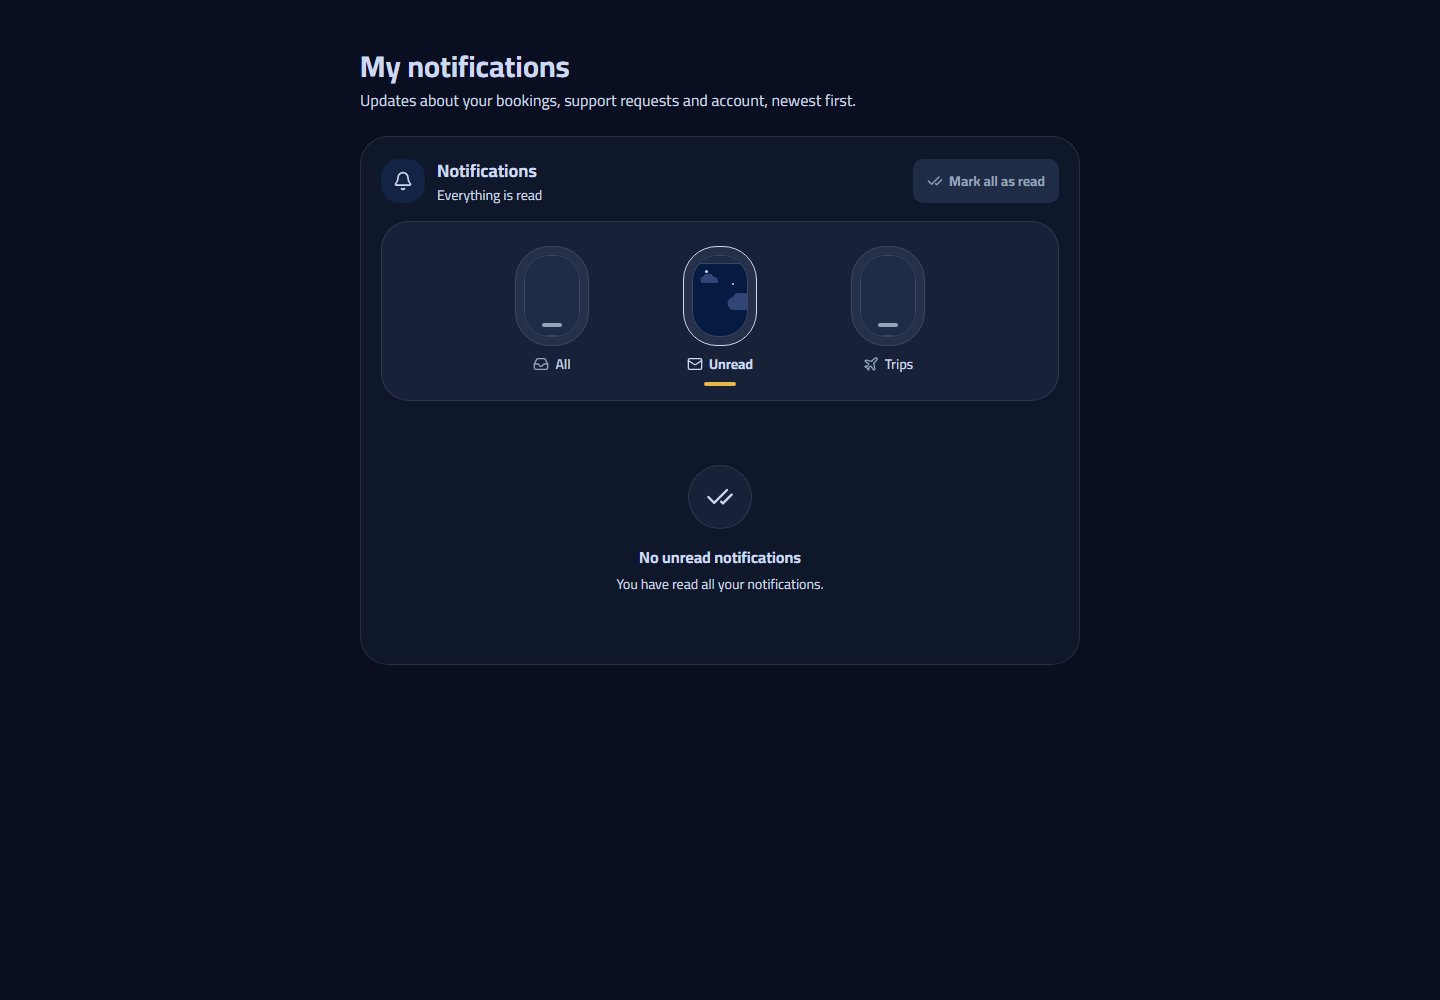 My notifications
Updates about your bookings, support requests and account, newest first.
Notifications
Everything is read
Mark all as read
All
Unread
Trips
No unread notifications
You have read all your notifications.